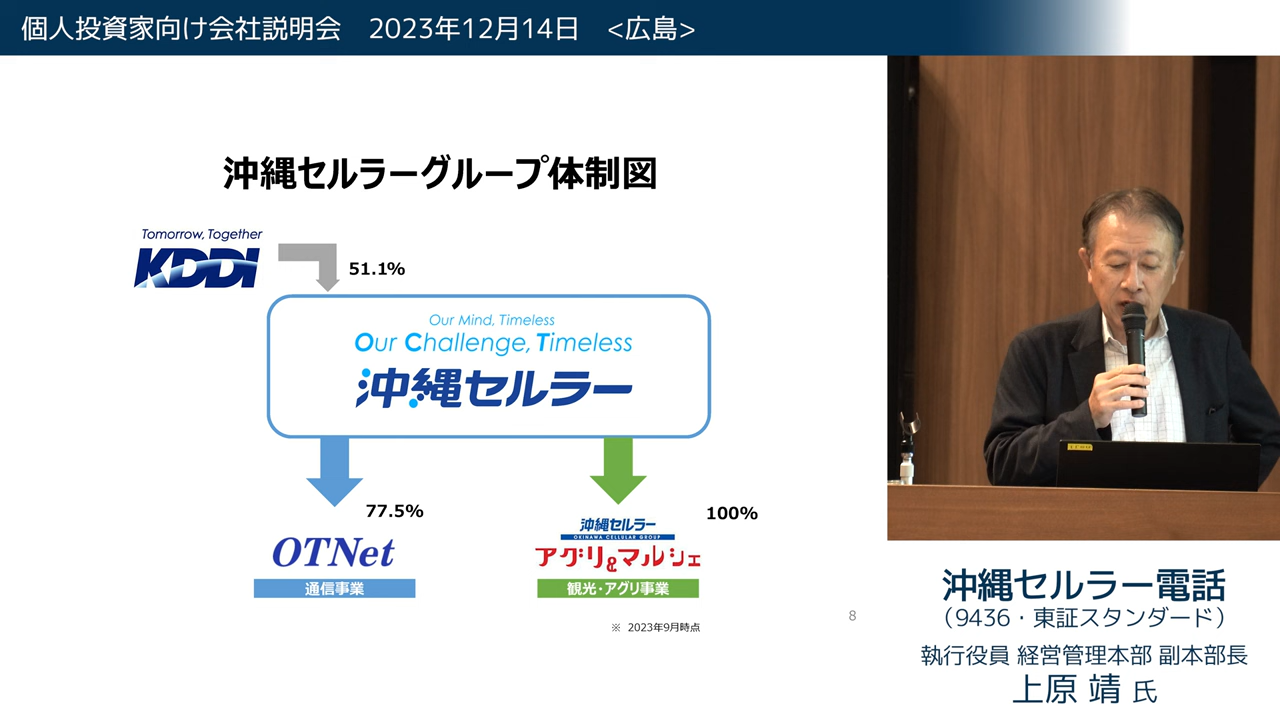 個人投資家向け会社説明会　2023年12月14日　<広島>
沖縄セルラーグループ体制図
Tomorrow, Together
KDDI
51.1%
Our Mind, Timeless
Our Challenge, Timeless
沖縄セルラー
77.5%
OTNet
通信事業
100%
沖縄セルラー
OKINAWA CELLULAR GROUP
アグリ&マルシェ
観光・アグリ事業
※ 2023年9月時点
8
沖縄セルラー電話
（9436・東証スタンダード）
執行役員 経営管理本部 副本部長
上原 靖 氏